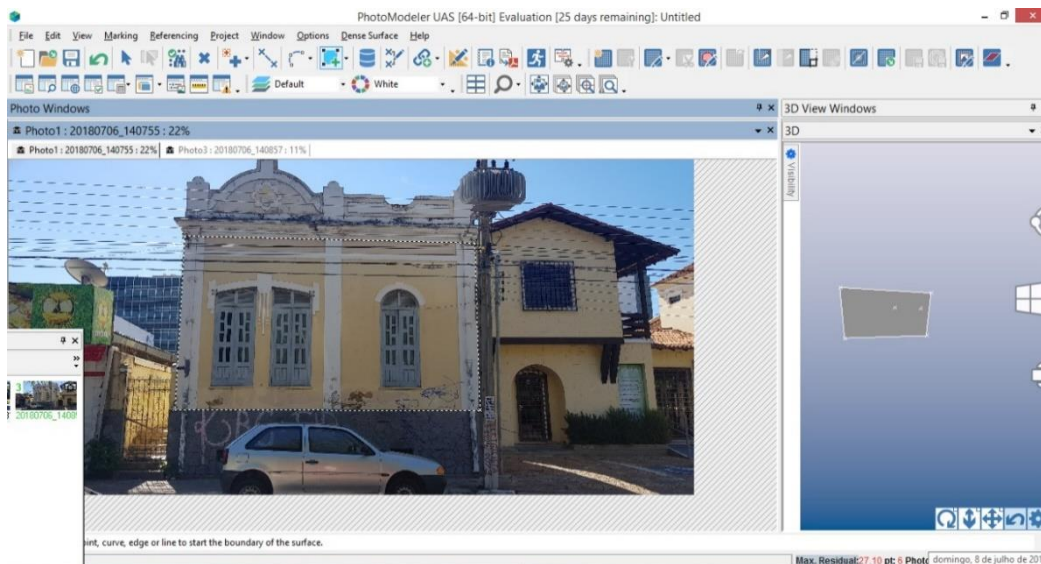 PhotoModeler UAS [64-bit] Evaluation [25 days remaining]: Untitled
File Edit View Marking Referencing Project Window Options Dense Surface Help
Default White
Photo Windows
3D View Windows
Photo1 : 20180706_140755 : 22%
3D
Photo1 : 20180706_140755 : 22% Photo3 : 20180706_140857 : 11%
Visibility
3
20180706_1408
oint, curve, edge or line to start the boundary of the surface.
Max. Residual:27.10 pt: 6 Photo
domingo, 8 de julho de 201